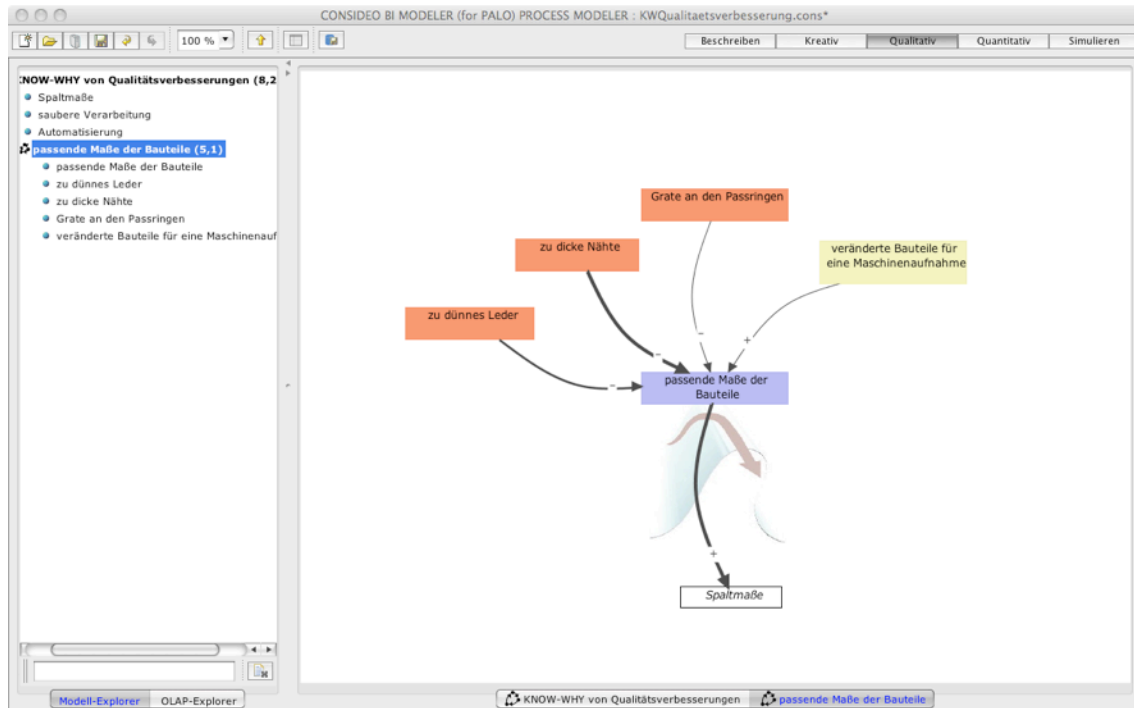 CONSIDEO BI MODELER (for PALO) PROCESS MODELER : KWQualitaetsverbesserung.cons*
100 %
Beschreiben
Kreativ
Qualitativ
Quantitativ
Simulieren
KNOW-WHY von Qualitätsverbesserungen (8,2
Spaltmaße
saubere Verarbeitung
Automatisierung
passende Maße der Bauteile (5,1)
passende Maße der Bauteile
zu dünnes Leder
zu dicke Nähte
Grate an den Passringen
veränderte Bauteile für eine Maschinenauf
Grate an den Passringen
zu dicke Nähte
veränderte Bauteile für
eine Maschinenaufnahme
zu dünnes Leder
-
-
+
-
passende Maße der
Bauteile
+
Spaltmaße
Modell-Explorer
OLAP-Explorer
KNOW-WHY von Qualitätsverbesserungen
passende Maße der Bauteile